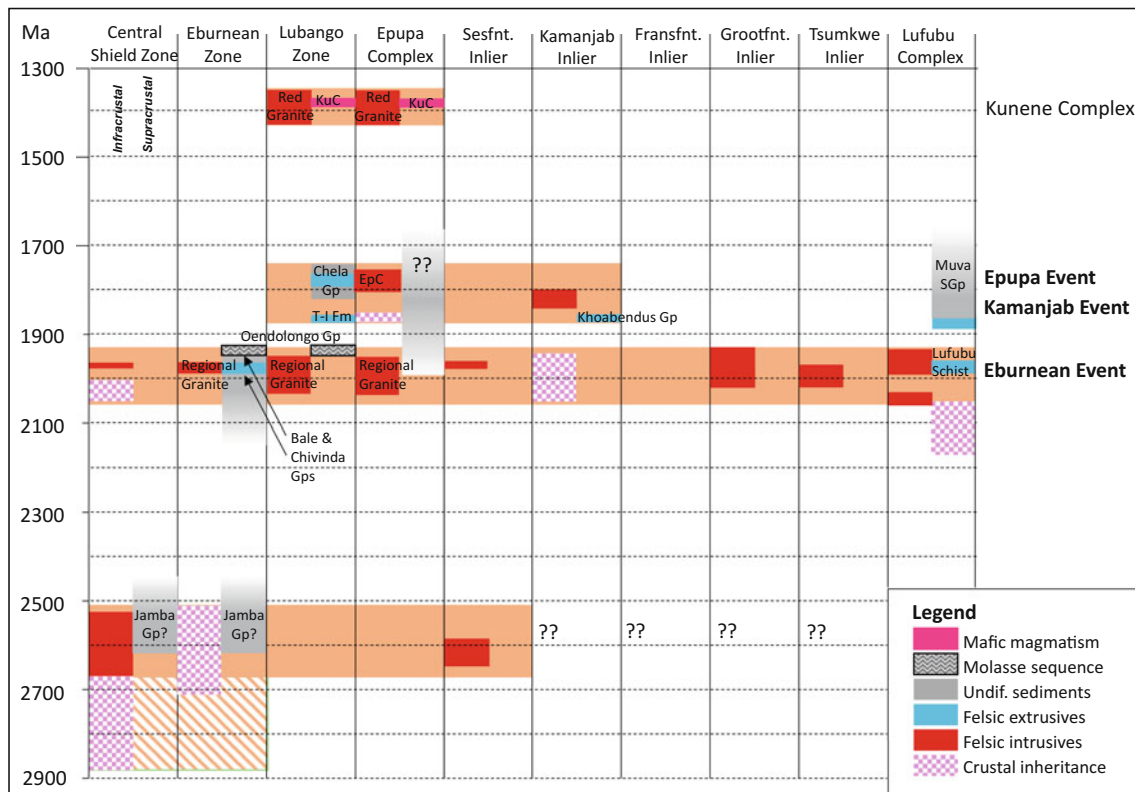 Ma
Central
Shield Zone
Eburnean
Zone
Lubango
Zone
Epupa
Complex
Sesfnt.
Inlier
Kamanjab
Inlier
Fransfnt.
Inlier
Grootfnt.
Inlier
Tsumkwe
Inlier
Lufubu
Complex
1300
1500
1700
1900
2100
2300
2500
2700
2900
Infracrustal
Supracrustal
Red
Granite
KuC
Red
Granite
KuC
Kunene Complex
Chela
Gp
EpC
??
Muva
SGp
Epupa Event
Kamanjab Event
T-I Fm
Khoabendus Gp
Oendolongo Gp
Regional
Granite
Regional
Granite
Regional
Granite
Lufubu
Schist
Eburnean Event
Bale &
Chivinda
Gps
Jamba
Gp?
Jamba
Gp?
??
??
??
??
Legend
Mafic magmatism
Molasse sequence
Undif. sediments
Felsic extrusives
Felsic intrusives
Crustal inheritance